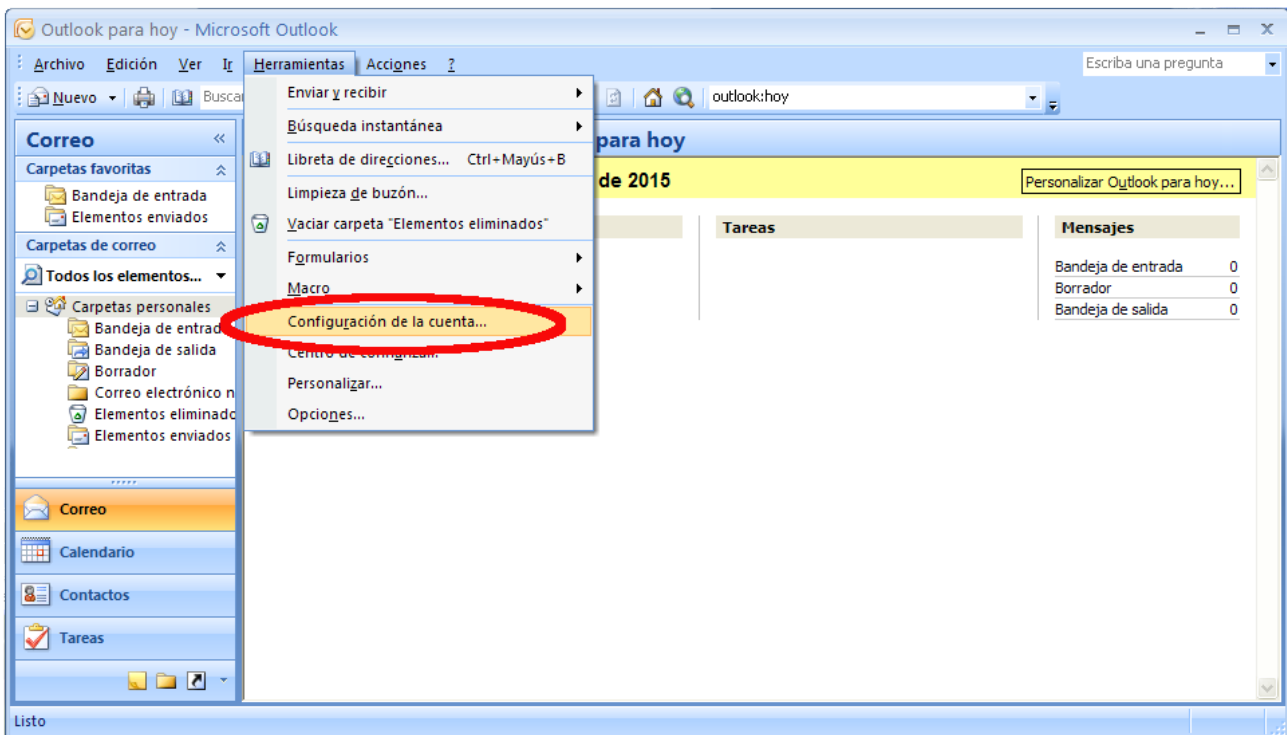 Outlook para hoy - Microsoft Outlook
Archivo Edición Ver Ir Herramientas Acciones ? Escriba una pregunta
Nuevo outlook:hoy
Correo para hoy
Carpetas favoritas
Bandeja de entrada
Elementos enviados
Carpetas de correo
Todos los elementos...
Carpetas personales
Bandeja de
Bandeja de salida
Borrador
Correo electrónico
Elementos
Elementos enviados
Correo
Calendario
Contactos
Tareas
Listo
Enviar y recibir
Búsqueda instantánea
Libreta de direcciones... Ctrl+Mayús+B
Limpieza de buzón...
Vaciar carpeta "Elementos eliminados"
Formularios
Macro
Configuración de la cuenta...
Centro de
Personalizar...
Opciones...
de 2015 Personalizar Outlook para hoy...
Tareas Mensajes
Bandeja de entrada 0
Borrador 0
Bandeja de salida 0